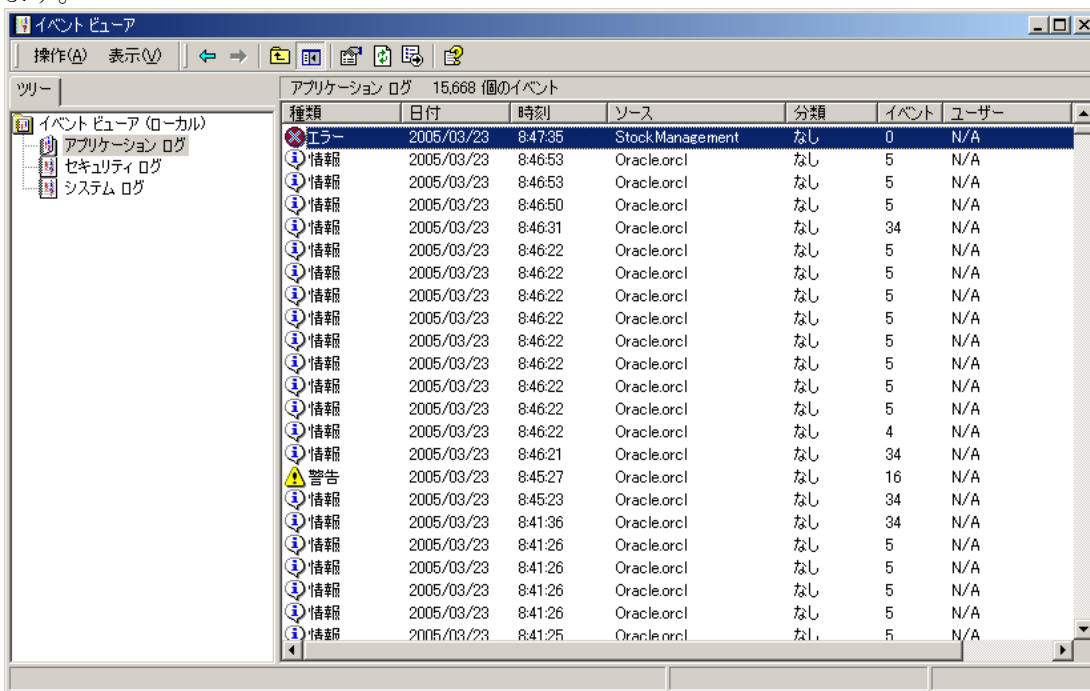 ます。
イベント ビューア
操作(A) 表示(V)
ツリー
アプリケーション ログ 15,668 個のイベント
イベント ビューア (ローカル)
アプリケーション ログ
セキュリティ ログ
システム ログ
種類 日付 時刻 ソース 分類 イベント ユーザー
エラー 2005/03/23 8:47:35 StockManagement なし 0 N/A
情報 2005/03/23 8:46:53 Oracle.orcl なし 5 N/A
情報 2005/03/23 8:46:53 Oracle.orcl なし 5 N/A
情報 2005/03/23 8:46:50 Oracle.orcl なし 5 N/A
情報 2005/03/23 8:46:31 Oracle.orcl なし 34 N/A
情報 2005/03/23 8:46:22 Oracle.orcl なし 5 N/A
情報 2005/03/23 8:46:22 Oracle.orcl なし 5 N/A
情報 2005/03/23 8:46:22 Oracle.orcl なし 5 N/A
情報 2005/03/23 8:46:22 Oracle.orcl なし 5 N/A
情報 2005/03/23 8:46:22 Oracle.orcl なし 5 N/A
情報 2005/03/23 8:46:22 Oracle.orcl なし 5 N/A
情報 2005/03/23 8:46:22 Oracle.orcl なし 5 N/A
情報 2005/03/23 8:46:22 Oracle.orcl なし 5 N/A
情報 2005/03/23 8:46:22 Oracle.orcl なし 4 N/A
情報 2005/03/23 8:46:21 Oracle.orcl なし 34 N/A
警告 2005/03/23 8:45:27 Oracle.orcl なし 16 N/A
情報 2005/03/23 8:45:23 Oracle.orcl なし 34 N/A
情報 2005/03/23 8:41:36 Oracle.orcl なし 34 N/A
情報 2005/03/23 8:41:26 Oracle.orcl なし 5 N/A
情報 2005/03/23 8:41:26 Oracle.orcl なし 5 N/A
情報 2005/03/23 8:41:26 Oracle.orcl なし 5 N/A
情報 2005/03/23 8:41:26 Oracle.orcl なし 5 N/A
情報 2005/03/23 8:41:25 Oracle.orcl なし 5 N/A